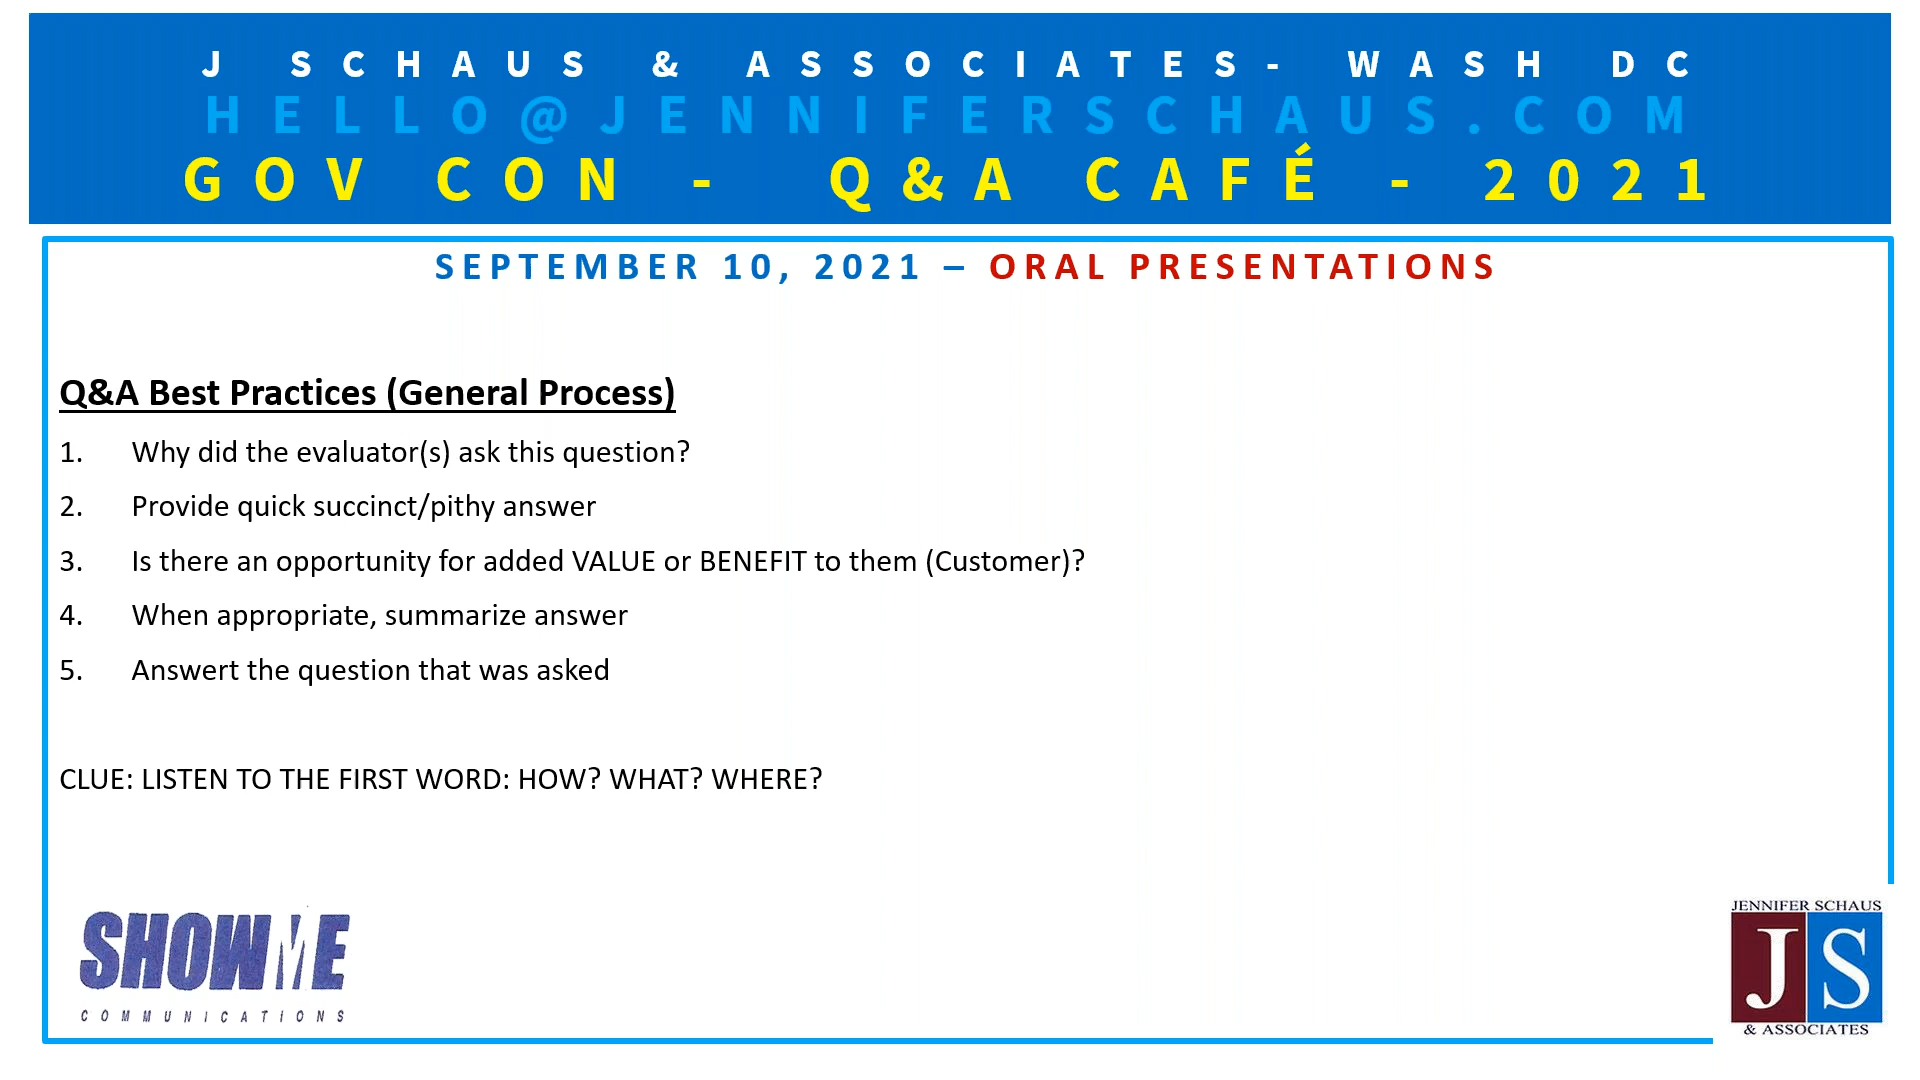 J SCHAUS & ASSOCIATES- WASH DC
HELLO@JENNIFERSCHAUS.COM
GOV CON - Q&A CAFÉ - 2021
SEPTEMBER 10, 2021 – ORAL PRESENTATIONS
Q&A Best Practices (General Process)
1. Why did the evaluator(s) ask this question?
2. Provide quick succinct/pithy answer
3. Is there an opportunity for added VALUE or BENEFIT to them (Customer)?
4. When appropriate, summarize answer
5. Answert the question that was asked
CLUE: LISTEN TO THE FIRST WORD: HOW? WHAT? WHERE?
SHOW ME
COMMUNICATIONS
JENNIFER SCHAUS
JS
& ASSOCIATES